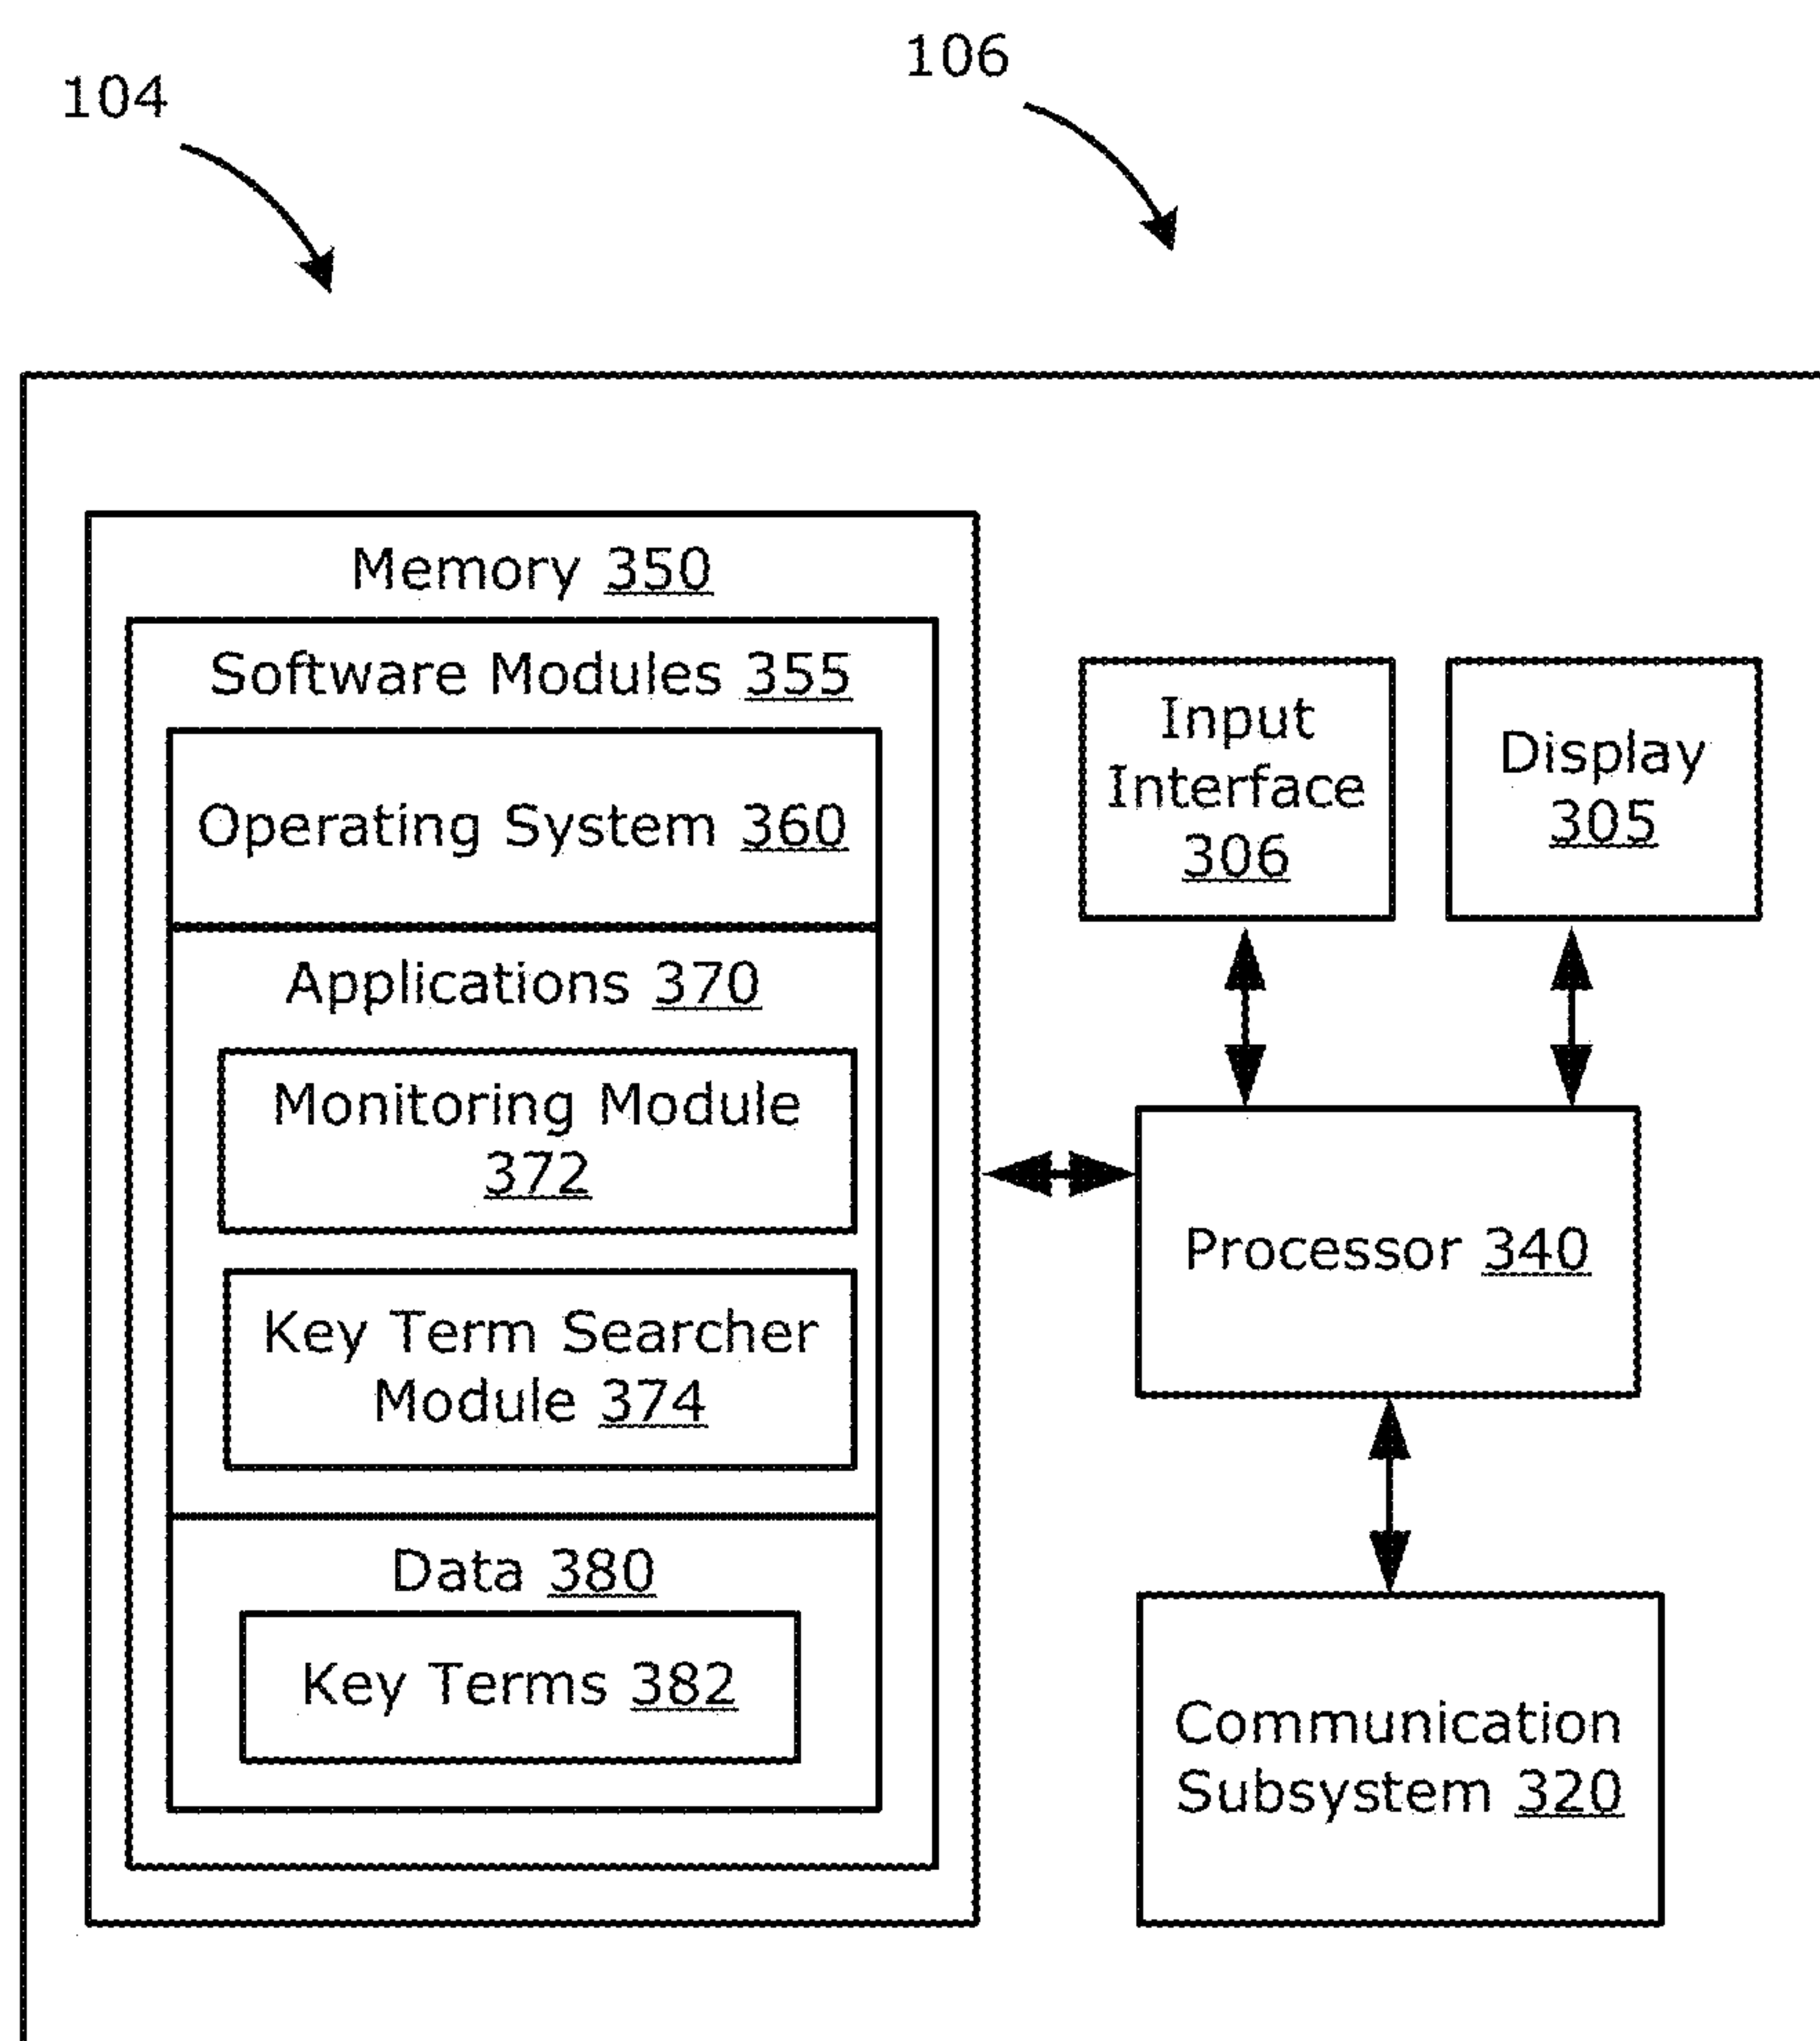 104
106
Memory 350
Software Modules 355
Operating System 360
Applications 370
Monitoring Module
372
Key Term Searcher
Module 374
Data 380
Key Terms 382
Input
Interface
306
Display
305
Processor 340
Communication
Subsystem 320